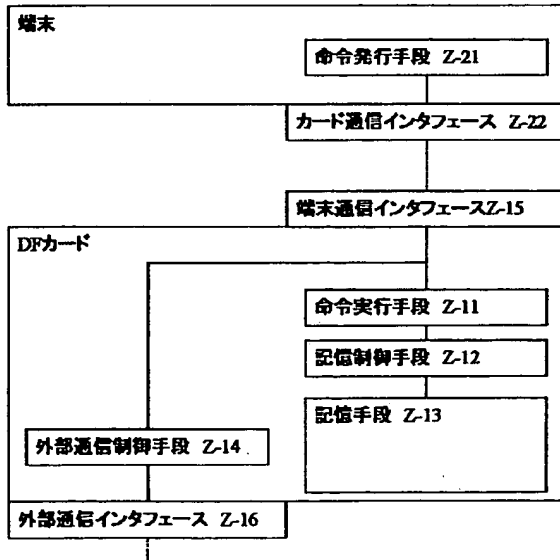 端末
命令発行手段 Z-21
カード通信インタフェース Z-22
端末通信インタフェースZ-15
DFカード
命令実行手段 Z-11
記憶制御手段 Z-12
記憶手段 Z-13
外部通信制御手段 Z-14
外部通信インタフェース Z-16